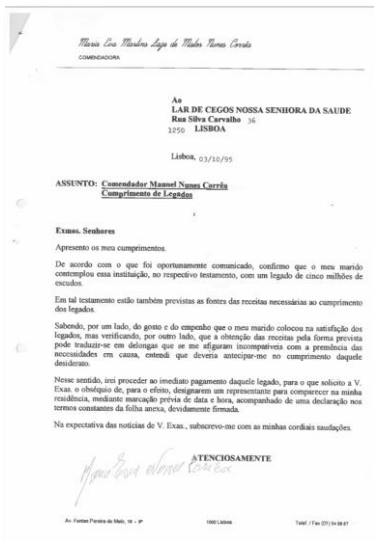 Maria Eva Martins Lage de Matos Nunes Corrêa
COMENDADORA
Ao
LAR DE CEGOS NOSSA SENHORA DA SAUDE
Rua Silva Carvalho 36
1250 LISBOA
Lisboa, 03/10/95
ASSUNTO: Comendador Manuel Nunes Corrêa
Cumprimento de Legados
Exmos. Senhores
Apresento os meu cumprimentos.
De acordo com o que foi oportunamente comunicado, confirmo que o meu marido
contemplou essa instituição, no respectivo testamento, com um legado de cinco milhões de
escudos.
Em tal testamento estão também previstas as fontes das receitas necessárias ao cumprimento
dos legados.
Sabendo, por um lado, do gosto e do empenho que o meu marido colocou na satisfação dos
legados, mas verificando, por outro lado, que a obtenção das receitas pela forma prevista
pode traduzir-se em delongas que se me afiguram incompatíveis com a premência das
necessidades em causa, entendi que deveria antecipar-me no cumprimento daquele
desiderato.
Nesse sentido, irei proceder ao imediato pagamento daquele legado, para o que solicito a V.
Exas. o obséquio de, para o efeito, designarem um representante para comparecer na minha
residência, mediante marcação prévia de data e hora, acompanhado de uma declaração nos
termos constantes da folha anexa, devidamente firmada.
Na expectativa das notícias de V. Exas., subscrevo-me com as minhas cordiais saudações.
ATENCIOSAMENTE
Av. Fontes Pereira de Melo, 
1000 Lisboa
Telef. / Fax (01)